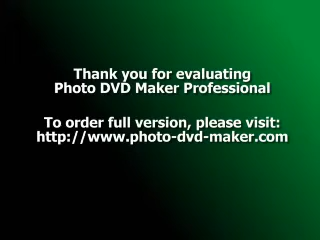 Thank you for evaluating
Photo DVD Maker Professional
To order full version, please visit:
http://www.photo-dvd-maker.com